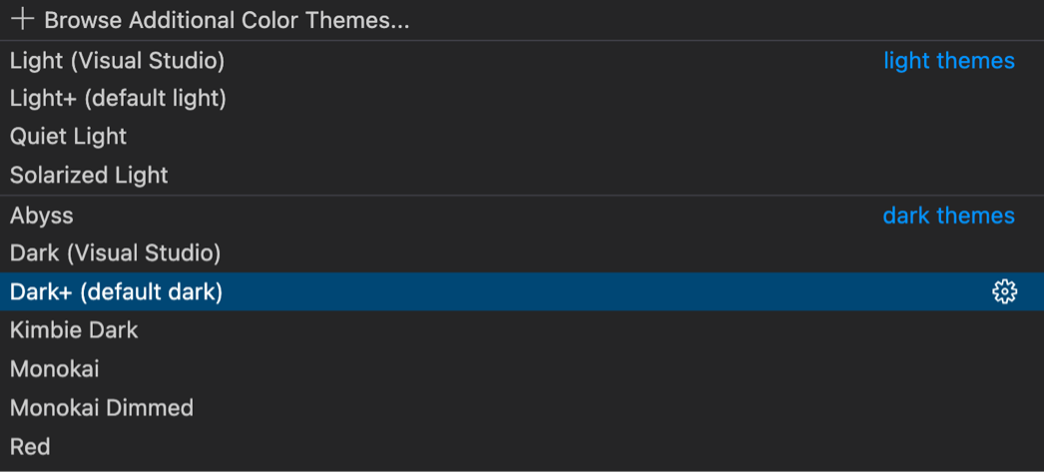 Browse Additional Color Themes...
Light (Visual Studio) light themes
Light+ (default light)
Quiet Light
Solarized Light
Abyss dark themes
Dark (Visual Studio)
Dark+ (default dark)
Kimbie Dark
Monokai
Monokai Dimmed
Red